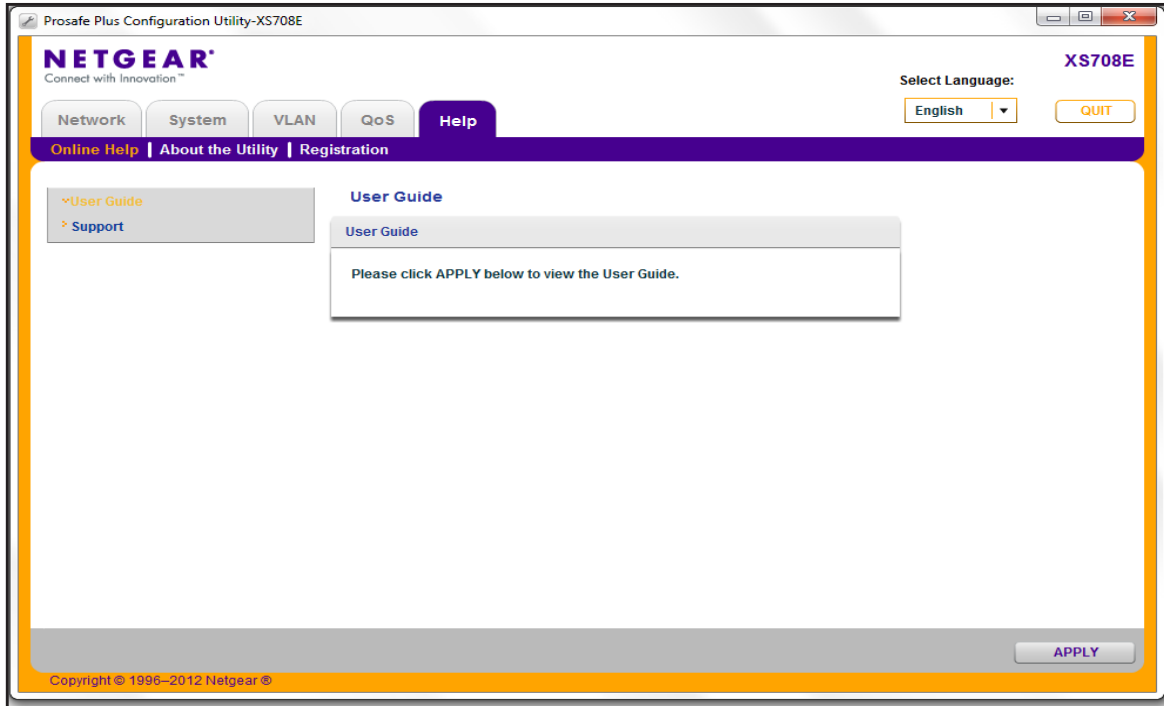 Prosafe Plus Configuration Utility-XS708E
NETGEAR®
Connect with Innovation™
XS708E
Select Language:
English
QUIT
Network System VLAN QoS Help
Online Help | About the Utility | Registration
User Guide
Support
User Guide
User Guide
Please click APPLY below to view the User Guide.
APPLY
Copyright © 1996–2012 Netgear ®